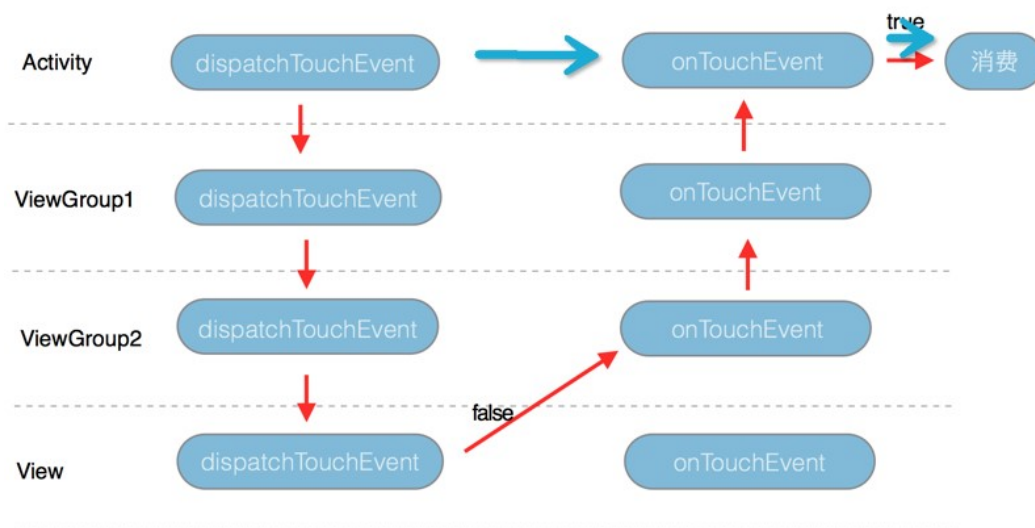 true
Activity dispatchTouchEvent onTouchEvent 消费
ViewGroup1 dispatchTouchEvent onTouchEvent
ViewGroup2 dispatchTouchEvent onTouchEvent
false
View dispatchTouchEvent onTouchEvent